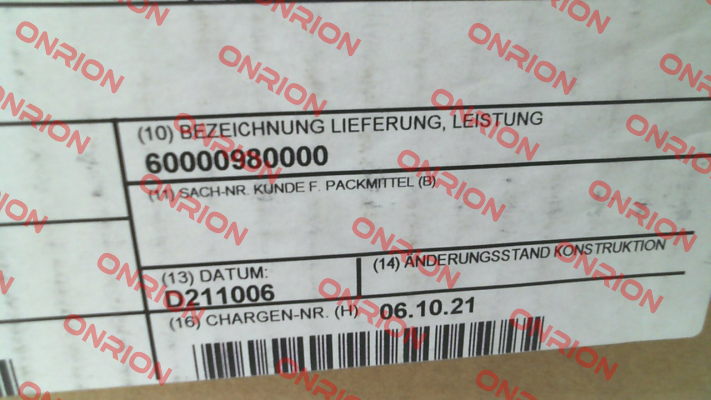 (10) BEZEICHNUNG LIEFERUNG, LEISTUNG
60000980000
(11) SACH-NR. KUNDE F. PACKMITTEL (B)
(13) DATUM:
D211006
(14) ÄNDERUNGSSTAND KONSTRUKTION
(16) CHARGEN-NR. (H) 06.10.21
ONRION